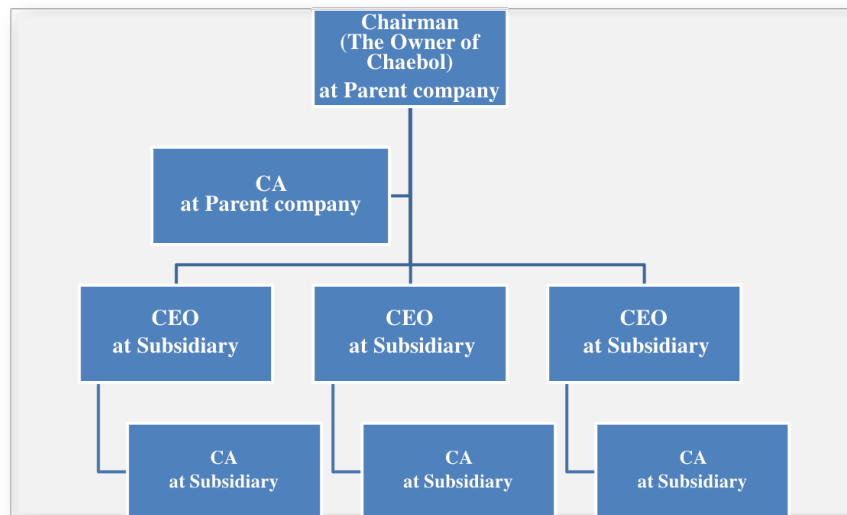 Chairman
(The Owner of
Chaebol)
at Parent company
CA
at Parent company
CEO
at Subsidiary
CEO
at Subsidiary
CEO
at Subsidiary
CA
at Subsidiary
CA
at Subsidiary
CA
at Subsidiary